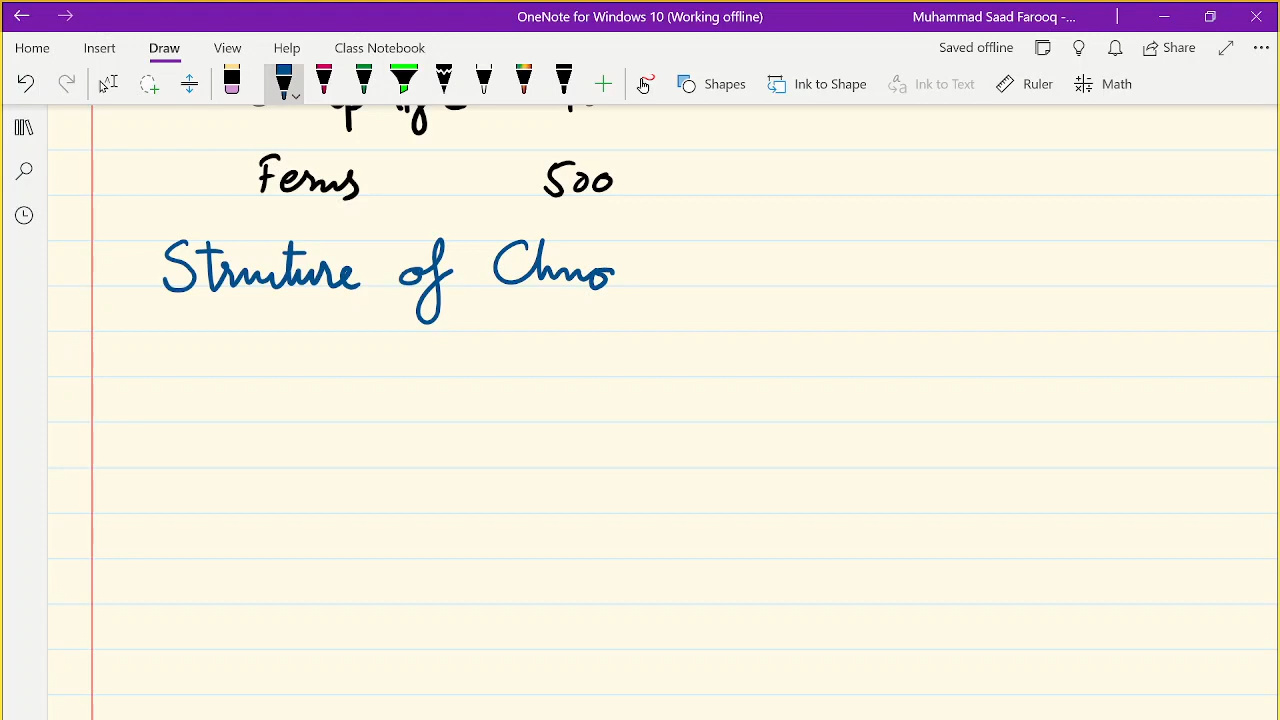 OneNote for Windows 10 (Working offline) Muhammad Saad Farooq -...
Home Insert Draw View Help Class Notebook Saved offline Share
Shapes Ink to Shape Ink to Text Ruler Math
Ferns 500
Struture of Chmo